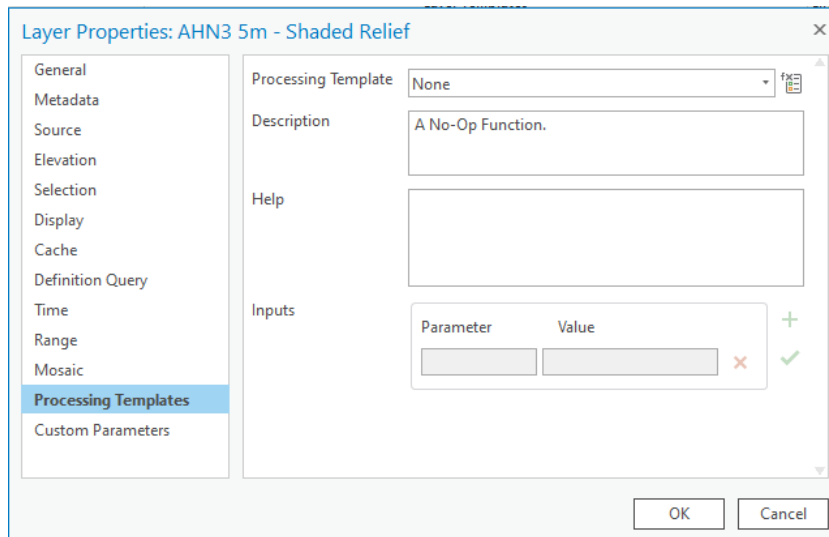 Layer Properties: AHN3 5m - Shaded Relief
General
Metadata
Source
Elevation
Selection
Display
Cache
Definition Query
Time
Range
Mosaic
Processing Templates
Custom Parameters
Processing Template
None
Description
A No-Op Function.
Help
Inputs
Parameter Value
OK Cancel